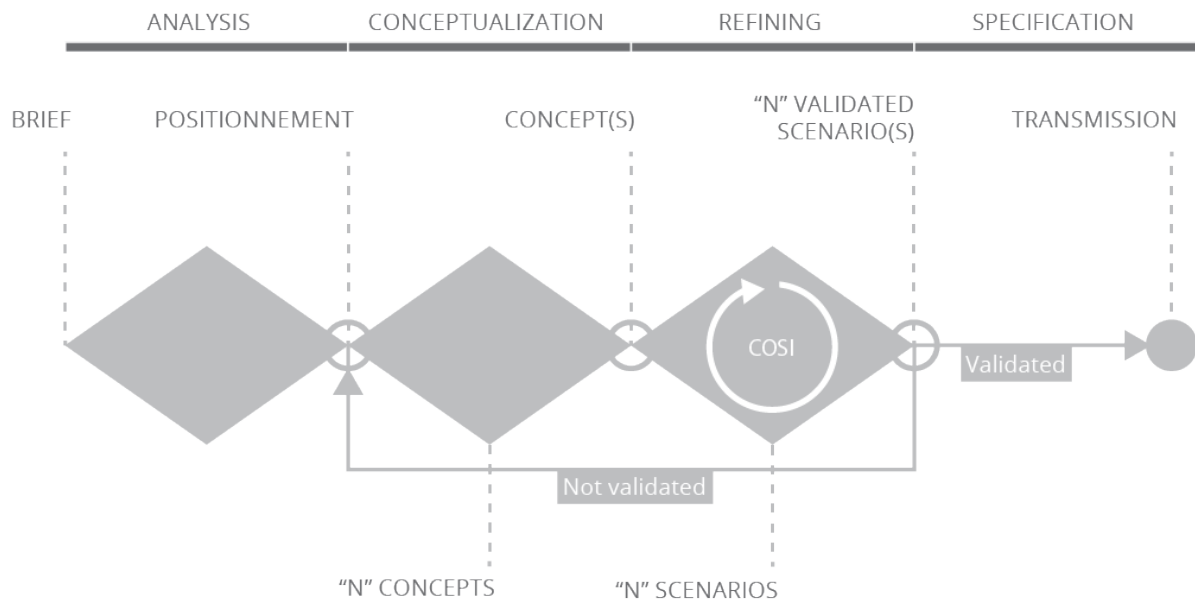 ANALYSIS
CONCEPTUALIZATION
REFINING
SPECIFICATION
BRIEF
POSITIONNEMENT
CONCEPT(S)
“N” VALIDATED
SCENARIO(S)
TRANSMISSION
COSI
Validated
Not validated
“N” CONCEPTS
“N” SCENARIOS